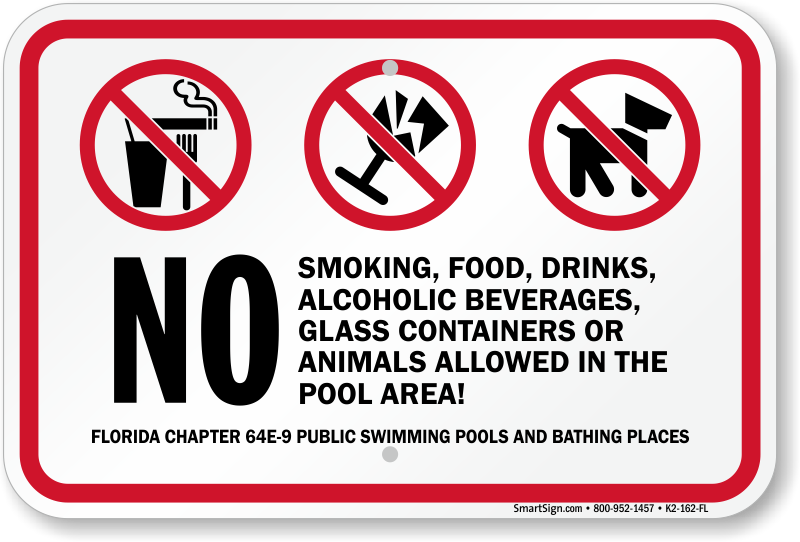 NO
SMOKING, FOOD, DRINKS,
ALCOHOLIC BEVERAGES,
GLASS CONTAINERS OR
ANIMALS ALLOWED IN THE
POOL AREA!
FLORIDA CHAPTER 64E-9 PUBLIC SWIMMING POOLS AND BATHING PLACES
SmartSign.com • 800-952-1457 • K2-162-FL